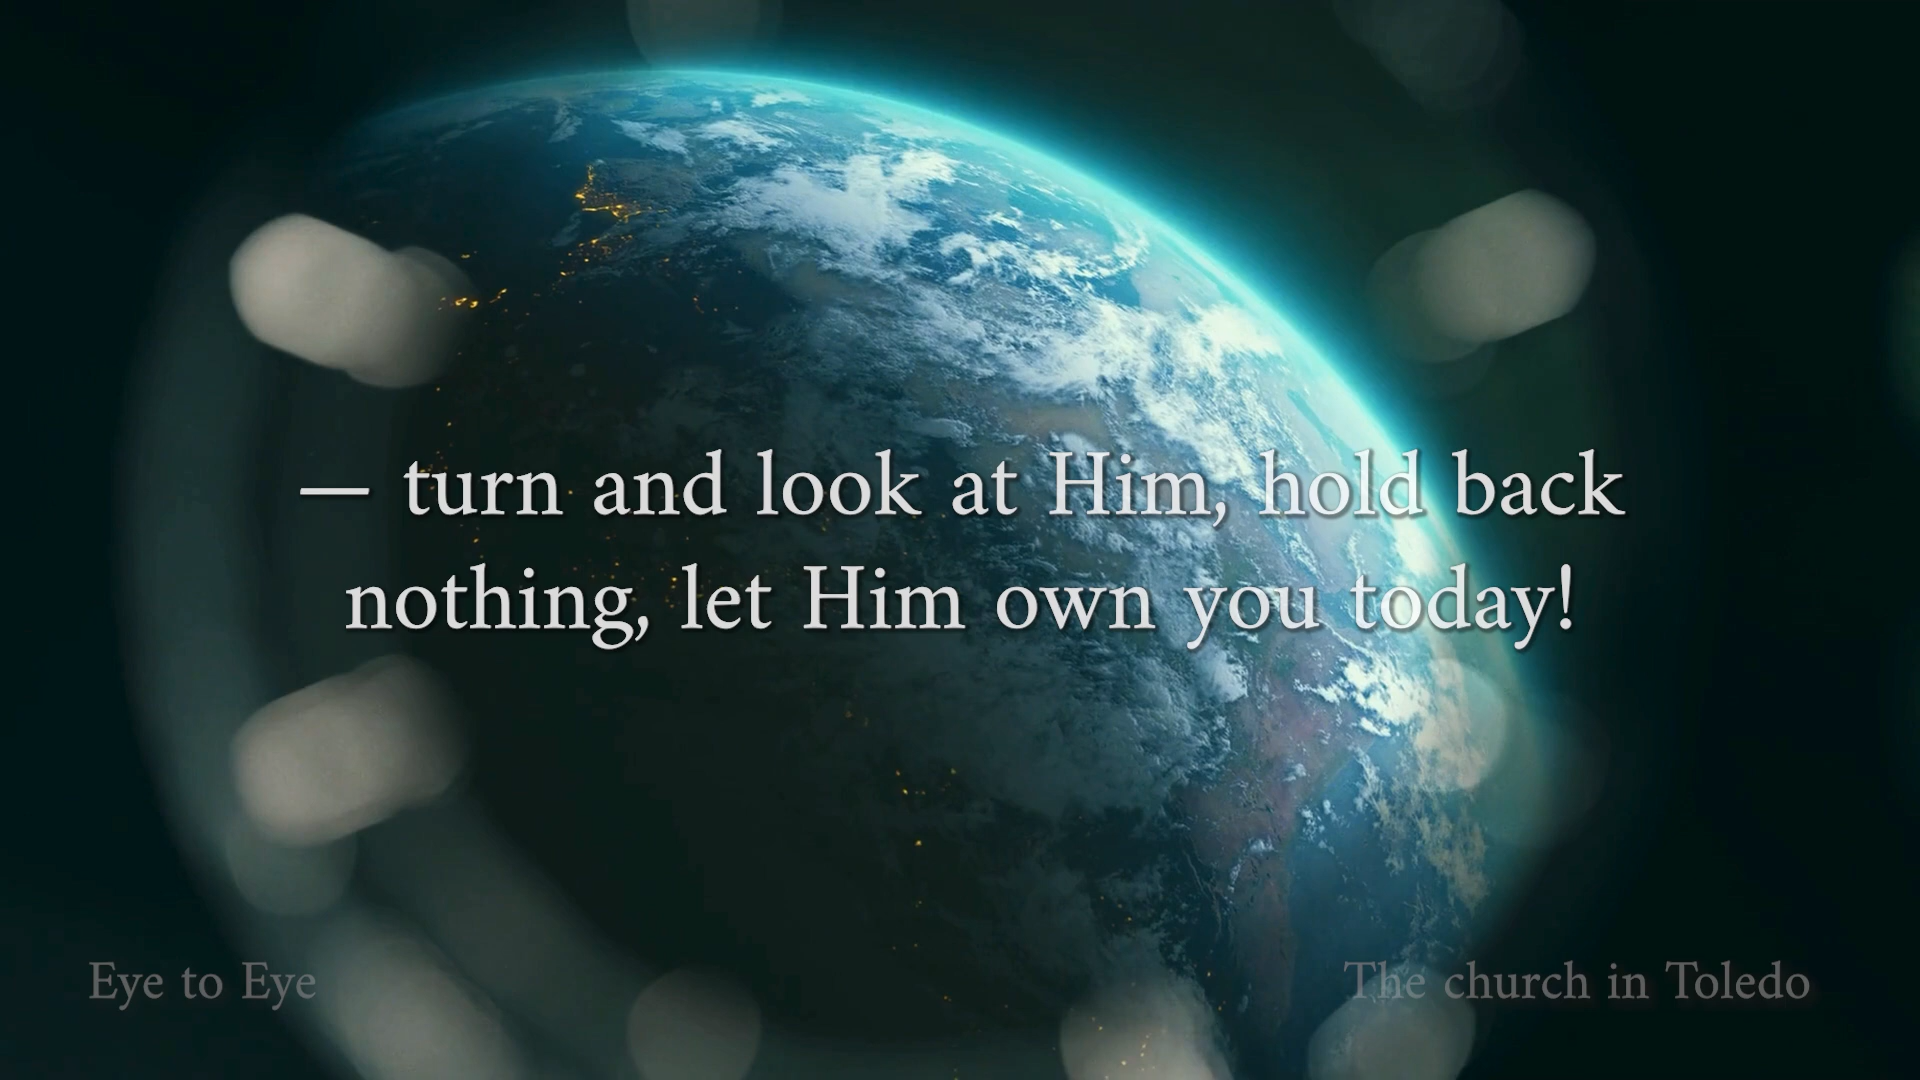 — turn and look at Him, hold back
nothing, let Him own you today!
Eye to Eye
The church in Toledo